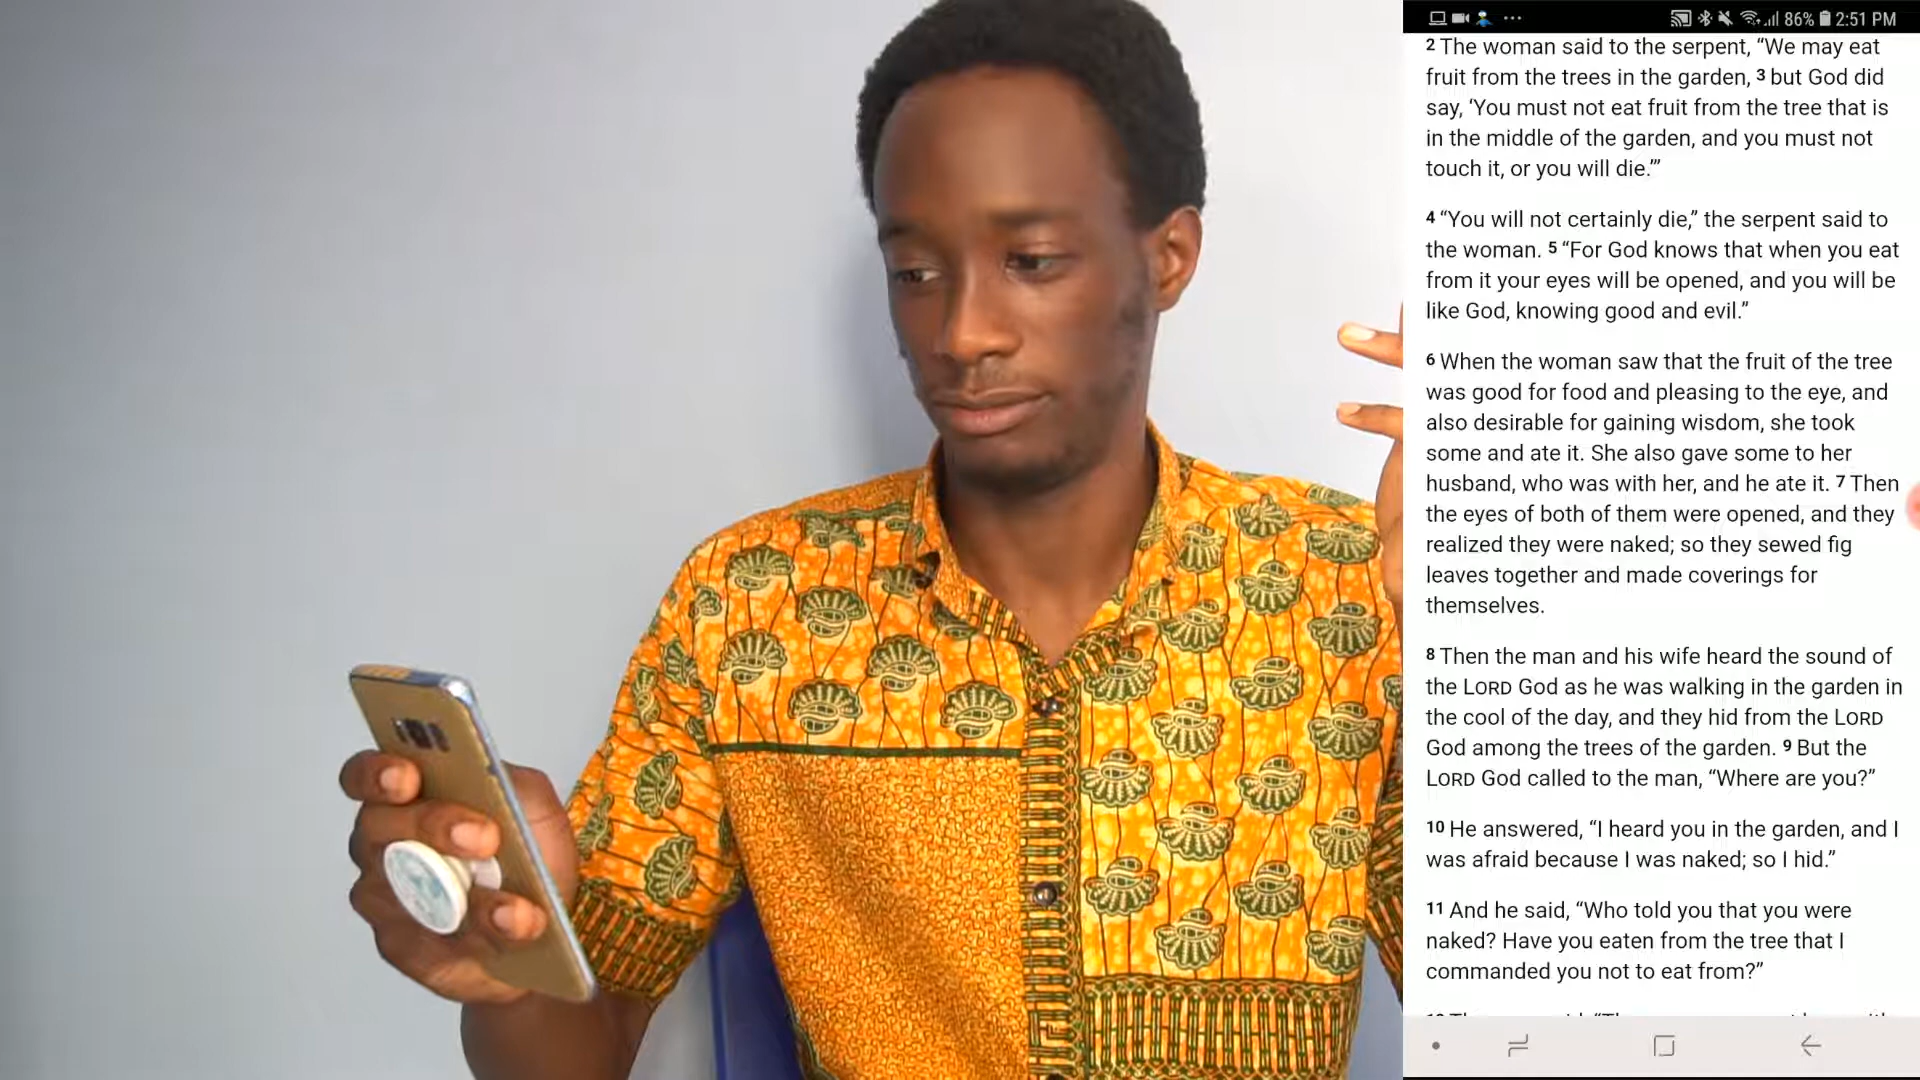 86% 2:51 PM
2 The woman said to the serpent, “We may eat
fruit from the trees in the garden, 3 but God did
say, ‘You must not eat fruit from the tree that is
in the middle of the garden, and you must not
touch it, or you will die.’”
4 “You will not certainly die,” the serpent said to
the woman. 5 “For God knows that when you eat
from it your eyes will be opened, and you will be
like God, knowing good and evil.”
6 When the woman saw that the fruit of the tree
was good for food and pleasing to the eye, and
also desirable for gaining wisdom, she took
some and ate it. She also gave some to her
husband, who was with her, and he ate it. 7 Then
the eyes of both of them were opened, and they
realized they were naked; so they sewed fig
leaves together and made coverings for
themselves.
8 Then the man and his wife heard the sound of
the LORD God as he was walking in the garden in
the cool of the day, and they hid from the LORD
God among the trees of the garden. 9 But the
LORD God called to the man, “Where are you?”
10 He answered, “I heard you in the garden, and I
was afraid because I was naked; so I hid.”
11 And he said, “Who told you that you were
naked? Have you eaten from the tree that I
commanded you not to eat from?”